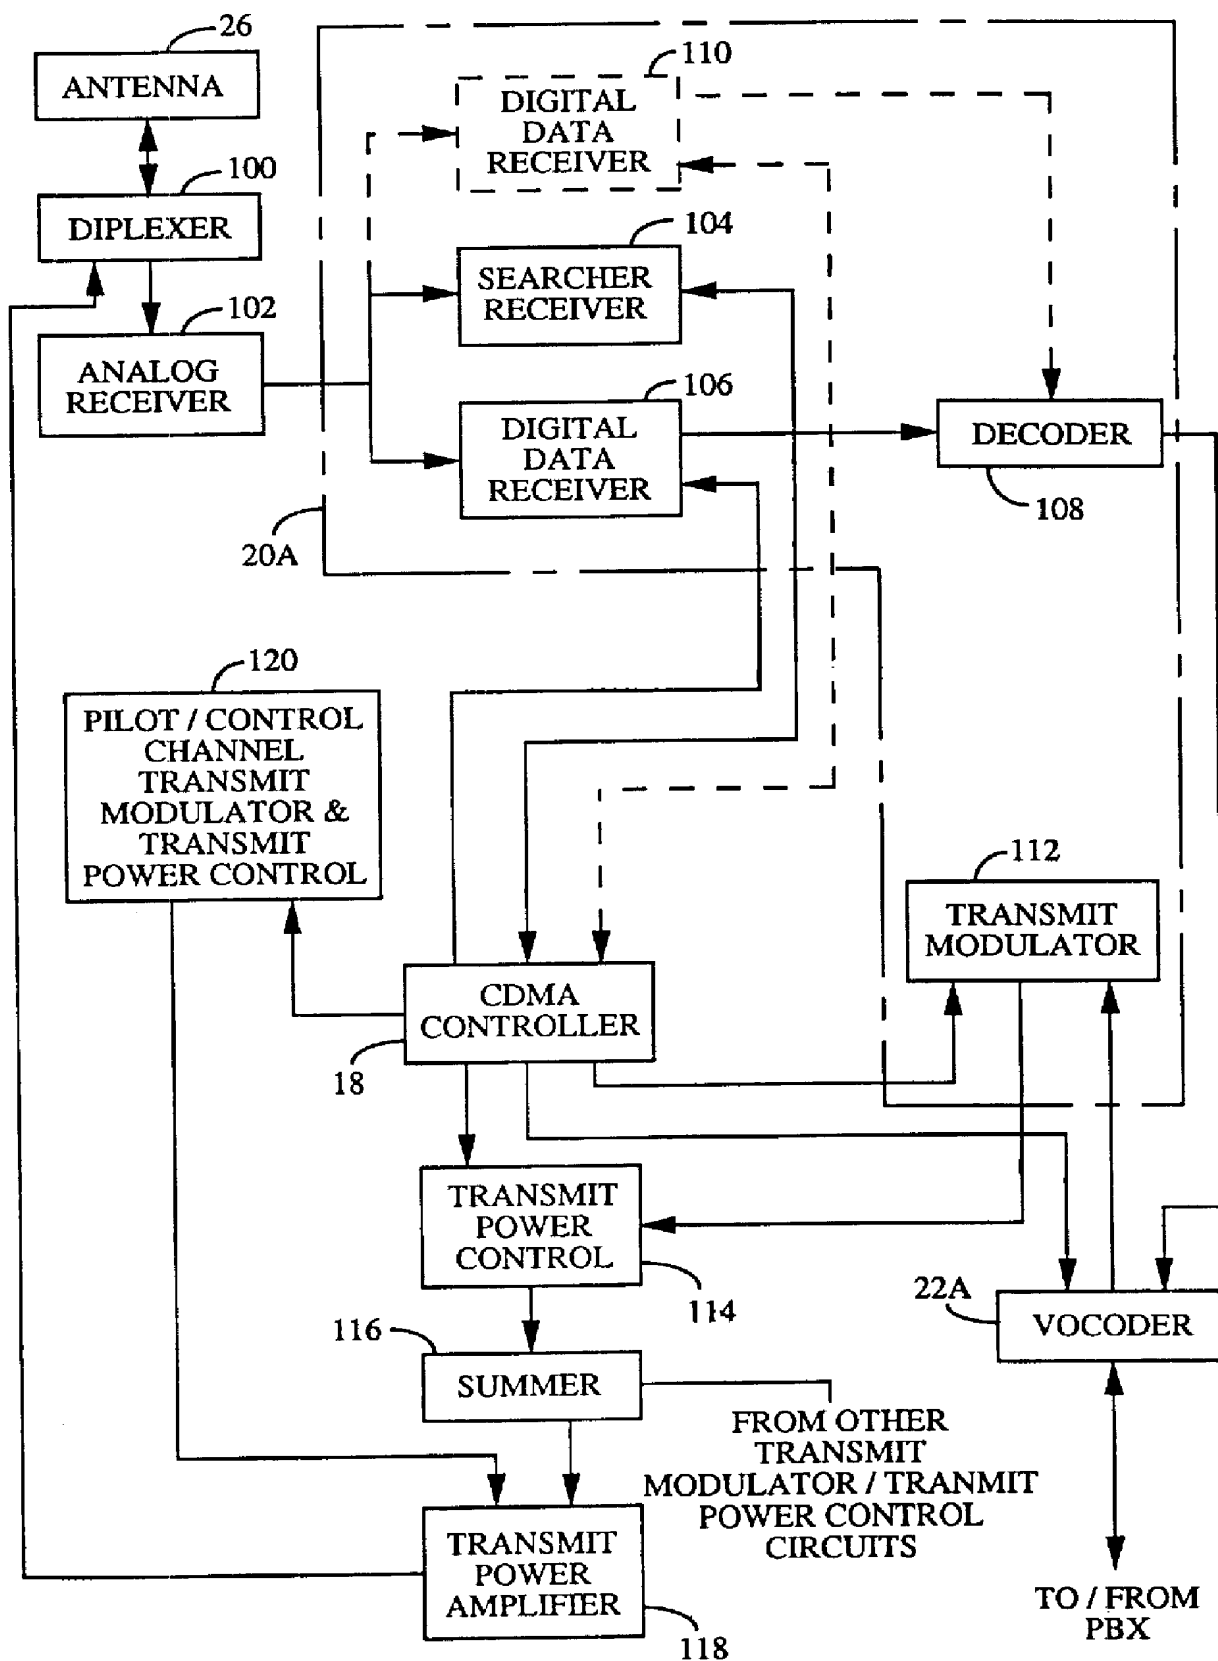 26
ANTENNA
110
DIGITAL
DATA
RECEIVER
100
DIPLEXER
104
SEARCHER
RECEIVER
102
ANALOG
RECEIVER
106
DIGITAL
DATA
RECEIVER
DECODER
108
20A
120
PILOT / CONTROL
CHANNEL
TRANSMIT
MODULATOR &
TRANSMIT
POWER CONTROL
112
TRANSMIT
MODULATOR
CDMA
CONTROLLER
18
TRANSMIT
POWER
CONTROL
114
22A
VOCODER
116
SUMMER
FROM OTHER
TRANSMIT
MODULATOR / TRANMIT
POWER CONTROL
CIRCUITS
TRANSMIT
POWER
AMPLIFIER
118
TO / FROM
PBX